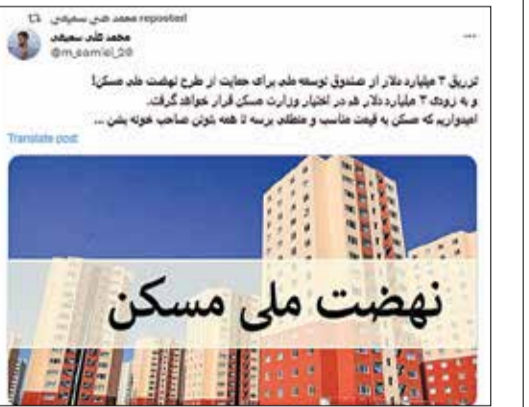 محمد علی سمیعی reposted
محمد علی سمیعی
@m_samiei_20
تزریق ۳ میلیارد دلار از صندوق توسعه ملی برای حمایت از طرح نهضت ملی مسکن!
و به زودی ۳ میلیارد دلار هم در اختیار وزارت مسکن قرار خواهد گرفت.
امیدواریم که مسکن به قیمت مناسب و منطقی برسه تا همه بتونن صاحب خونه بشن ...
Translate post
نهضت ملی مسکن